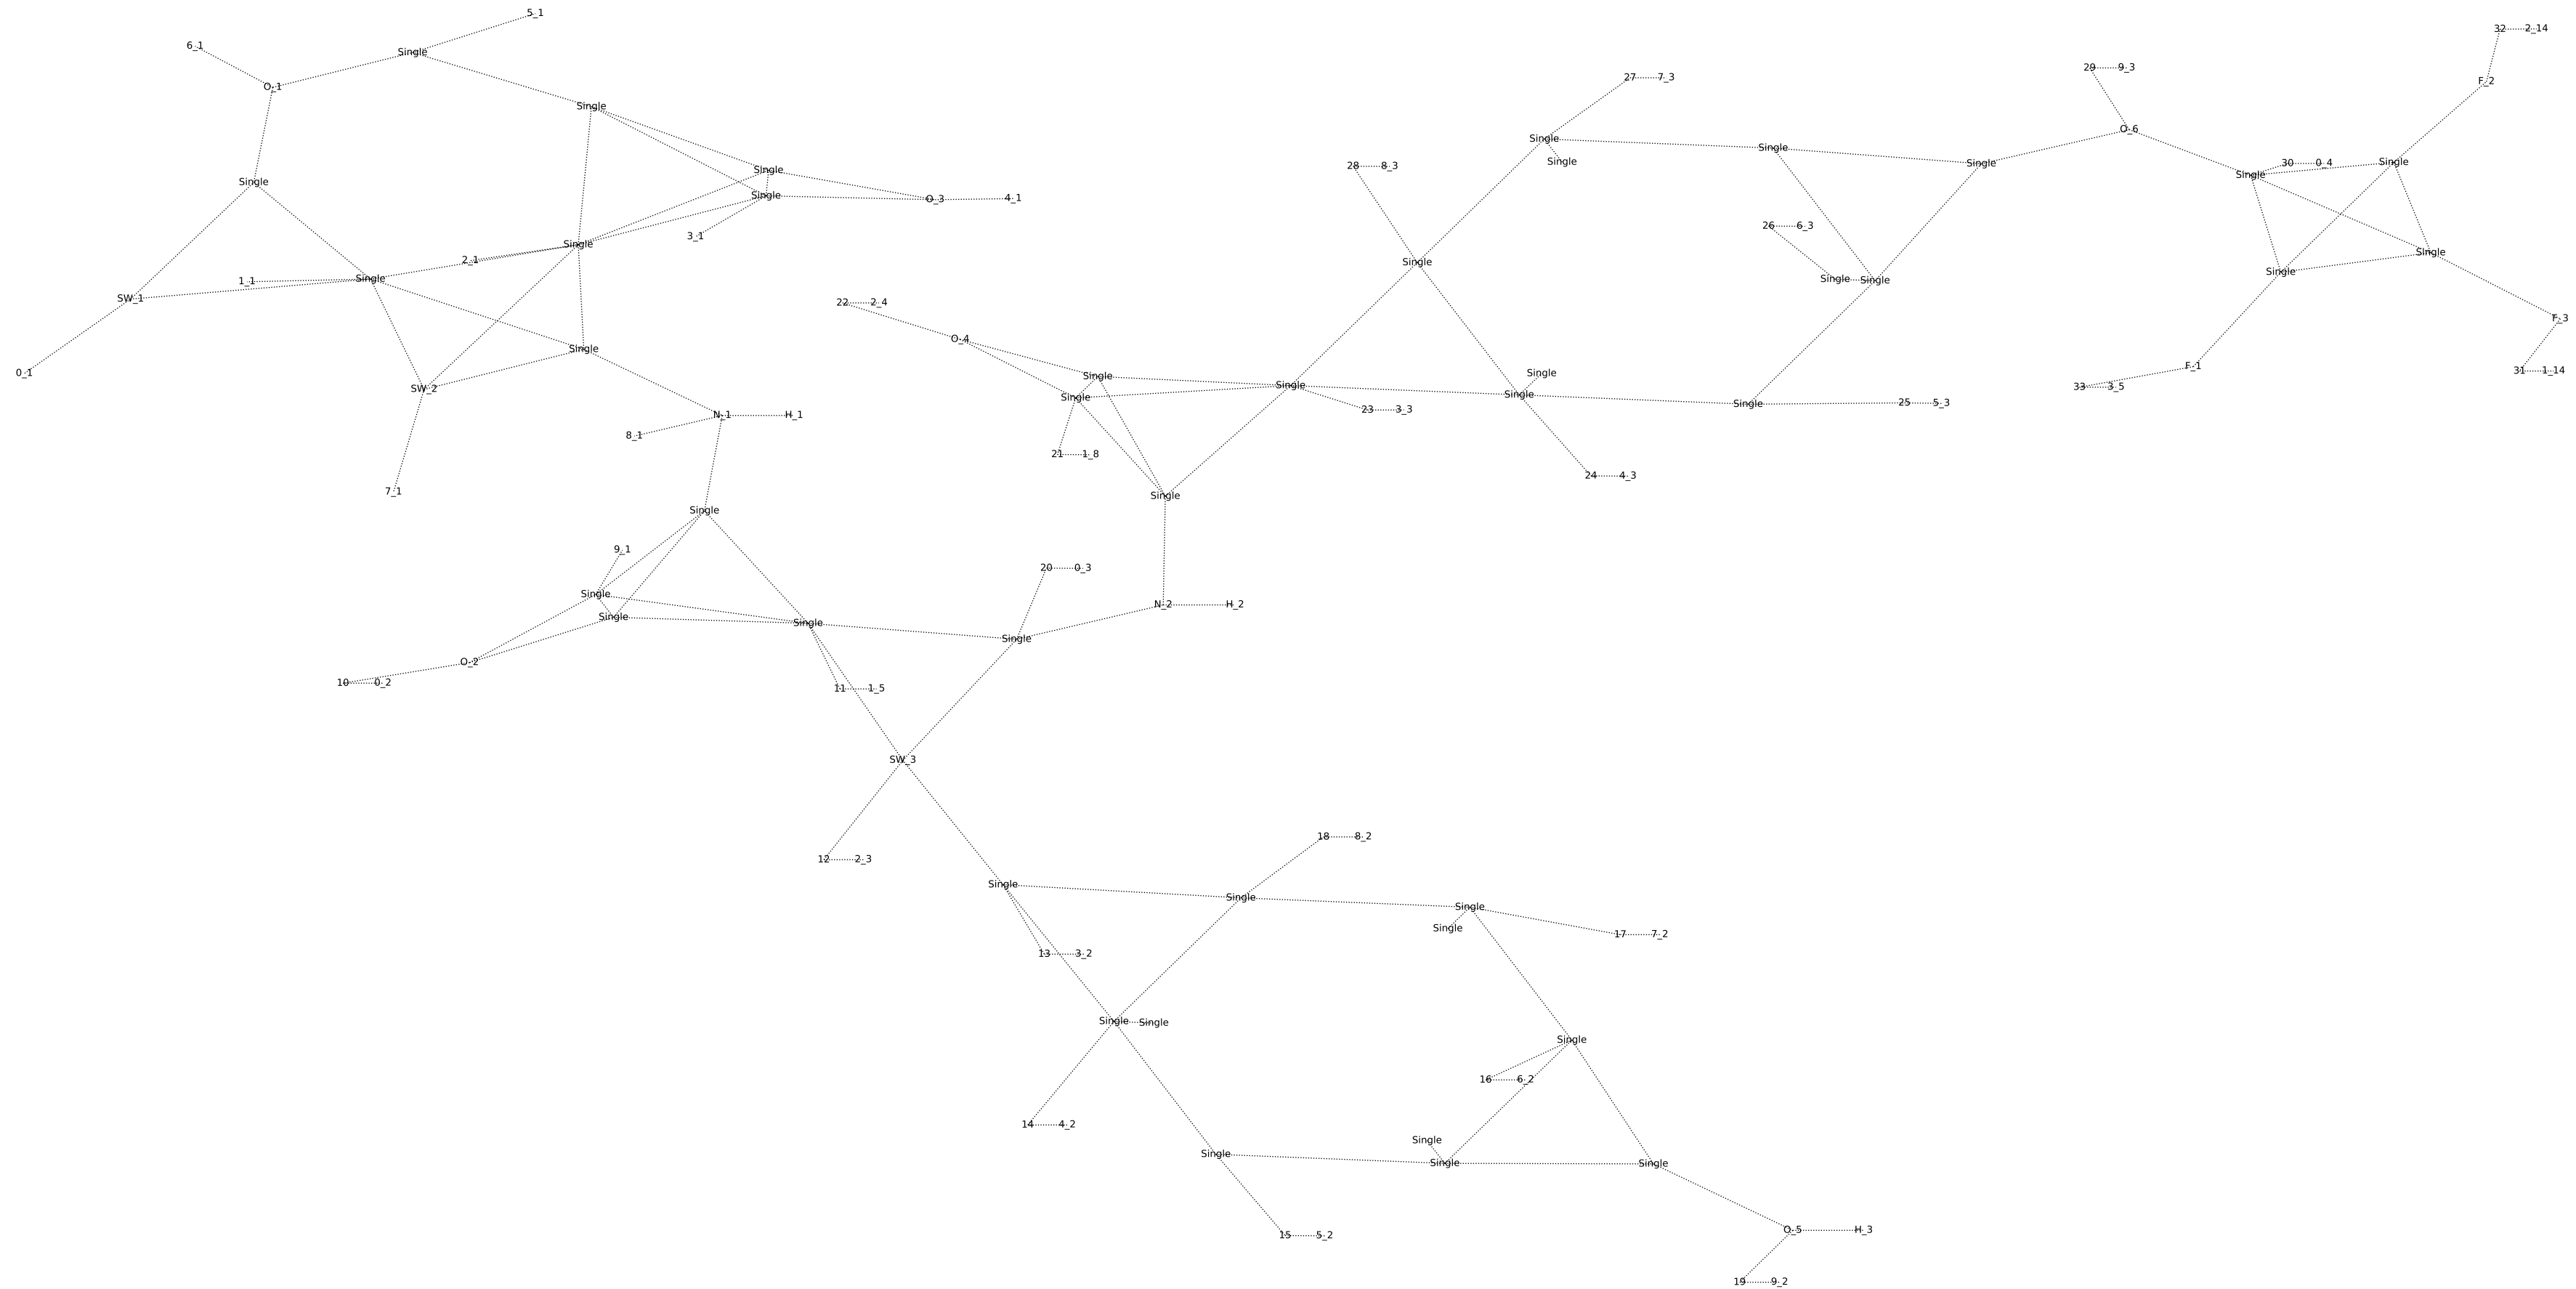 5_1
32 2_14
6_1
Single
29 9_3
27 7_3
F_2
O_1
Single
O_6
Single
Single
Single
Single
30 0_4
Single
28 8_3
Single
Single
Single
Single
Single
4_1
O_3
26 6_3
3_1
Single
Single
2_1
Single
Single
Single
1_1
Single
Single
SW_1
22 2_4
F_3
O_4
Single
F_1
31 1_14
0_1
Single
Single
Single
33 3_5
SW_2
Single
Single
Single
25 5_3
23 3_3
N_1
H_1
8_1
21 1_8
24 4_3
7_1
Single
Single
9_1
20 0_3
Single
N_2
H_2
Single
Single
Single
O_2
10 0_2
11 1_5
SW_3
18 8_2
12 2_3
Single
Single
Single
Single
17 7_2
13 3_2
Single
Single
Single
16 6_2
14 4_2
Single
Single
Single
Single
O_5
H_3
15 5_2
19 9_2